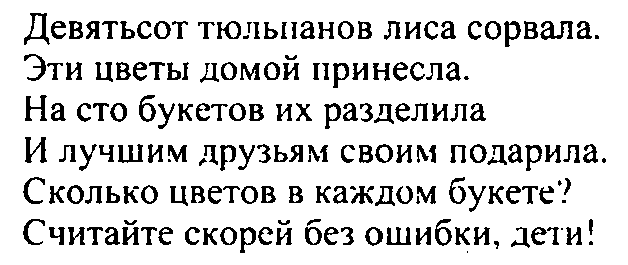 Девятьсот тюльпанов лиса сорвала.
Эти цветы домой принесла.
На сто букетов их разделила
И лучшим друзьям своим подарила.
Сколько цветов в каждом букете?
Считайте скорей без ошибки, дети!